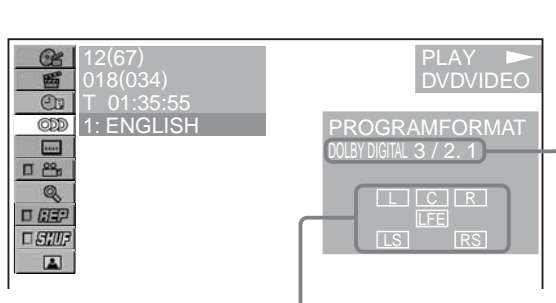 12(67)
018(034)
T 01:35:55
1: ENGLISH
PLAY
DVDVIDEO
PROGRAMFORMAT
DOLBY DIGITAL 3 / 2. 1
L C R
LFE
LS RS
REP
SHUF